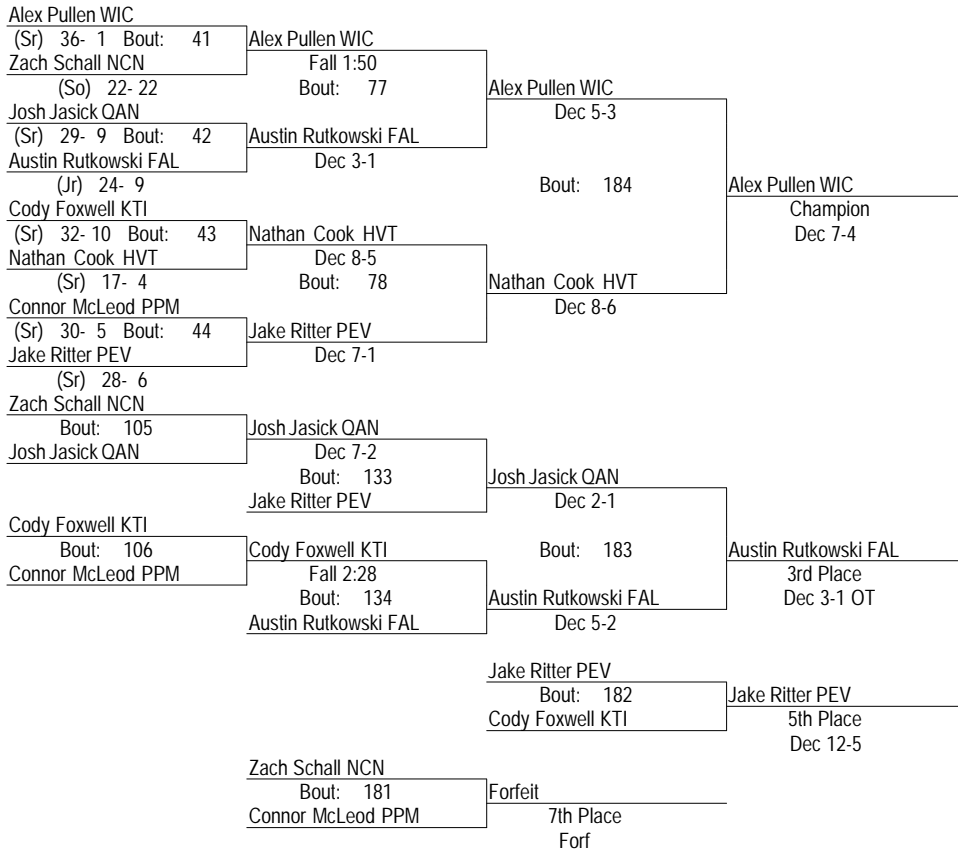 Alex Pullen WIC
(Sr) 36- 1 Bout: 41
Zach Schall NCN
(So) 22- 22
Josh Jasick QAN
(Sr) 29- 9 Bout: 42
Austin Rutkowski FAL
(Jr) 24- 9
Cody Foxwell KTI
(Sr) 32- 10 Bout: 43
Nathan Cook HVT
(Sr) 17- 4
Connor McLeod PPM
(Sr) 30- 5 Bout: 44
Jake Ritter PEV
(Sr) 28- 6
Alex Pullen WIC
Fall 1:50
Bout: 77
Austin Rutkowski FAL
Dec 3-1
Nathan Cook HVT
Dec 8-5
Bout: 78
Jake Ritter PEV
Dec 7-1
Alex Pullen WIC
Dec 5-3
Bout: 184
Nathan Cook HVT
Dec 8-6
Alex Pullen WIC
Champion
Dec 7-4
Zach Schall NCN
Bout: 105
Josh Jasick QAN
Cody Foxwell KTI
Bout: 106
Connor McLeod PPM
Josh Jasick QAN
Dec 7-2
Bout: 133
Jake Ritter PEV
Cody Foxwell KTI
Fall 2:28
Bout: 134
Austin Rutkowski FAL
Josh Jasick QAN
Dec 2-1
Bout: 183
Austin Rutkowski FAL
Dec 5-2
Austin Rutkowski FAL
3rd Place
Dec 3-1 OT
Jake Ritter PEV
Bout: 182
Cody Foxwell KTI
Jake Ritter PEV
5th Place
Dec 12-5
Zach Schall NCN
Bout: 181
Connor McLeod PPM
Forfeit
7th Place
Forf